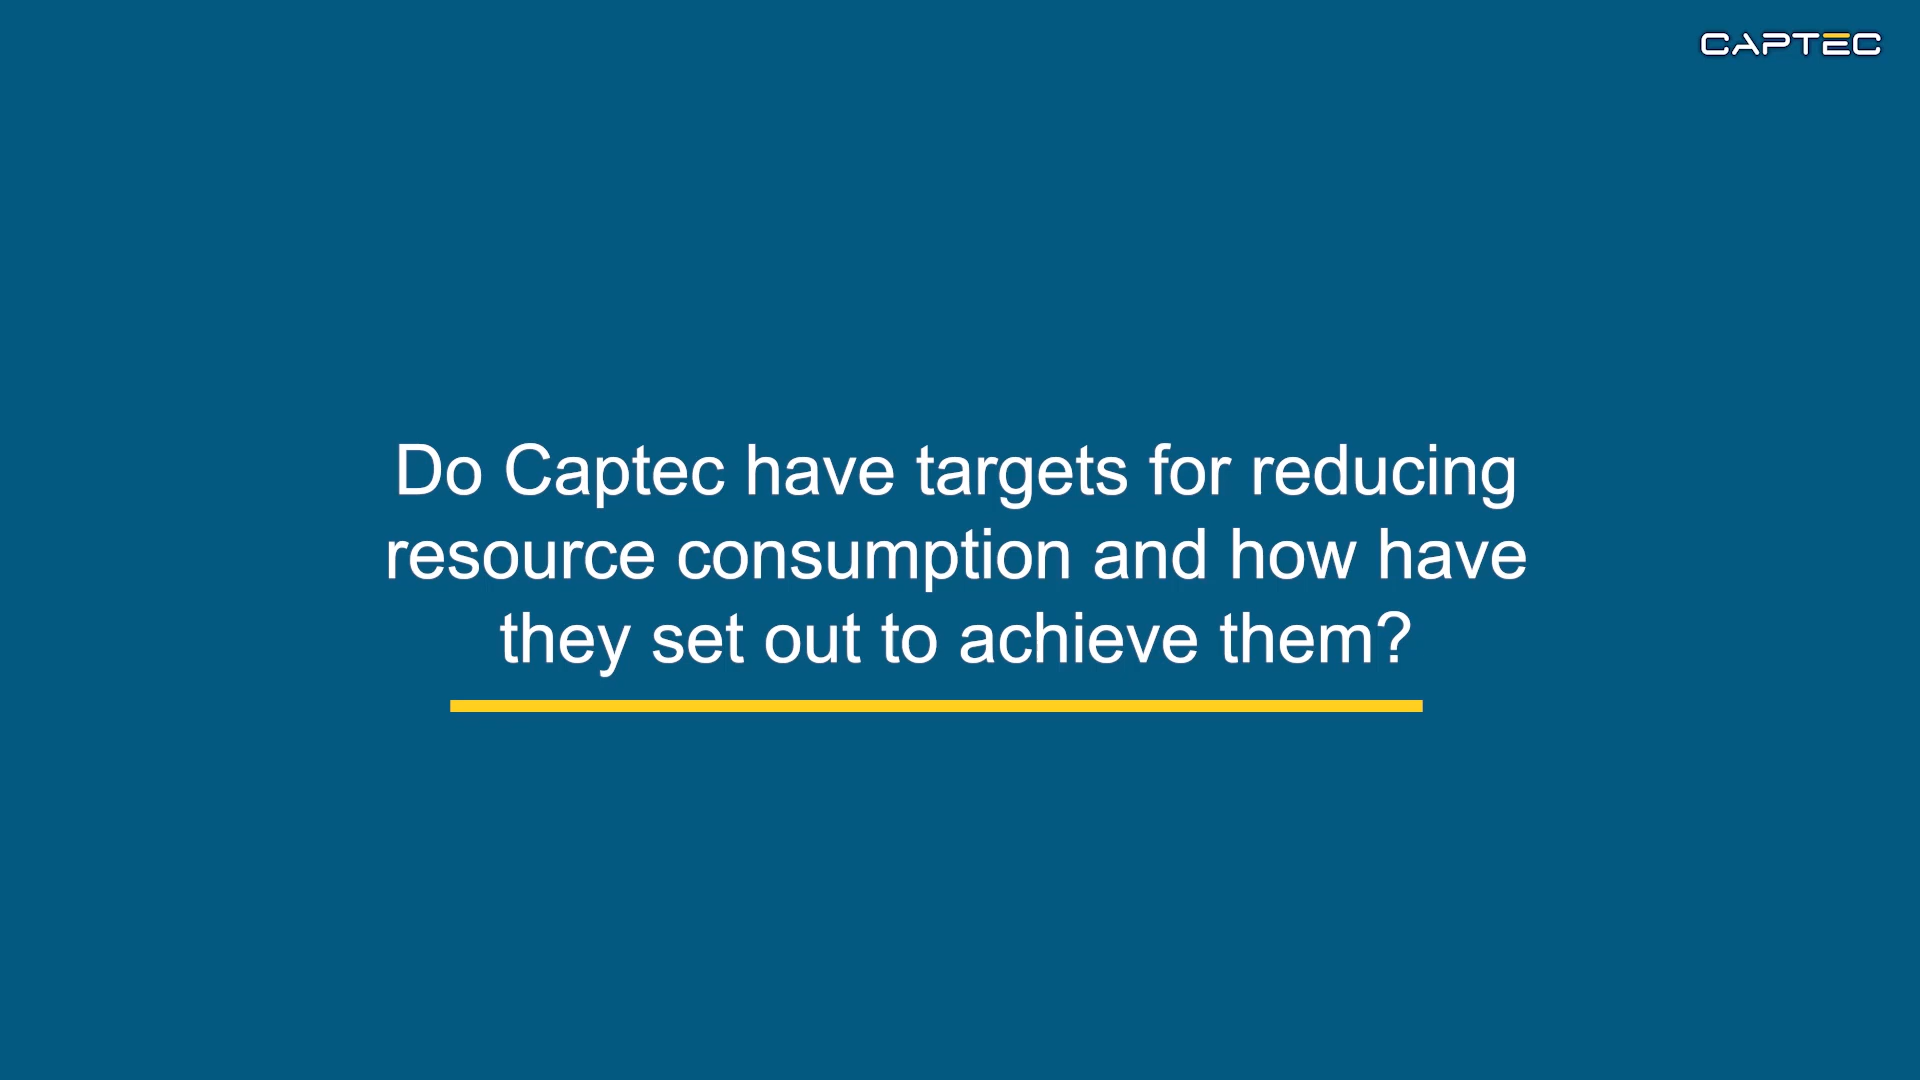 CAPTEC
Do Captec have targets for reducing
resource consumption and how have
they set out to achieve them?